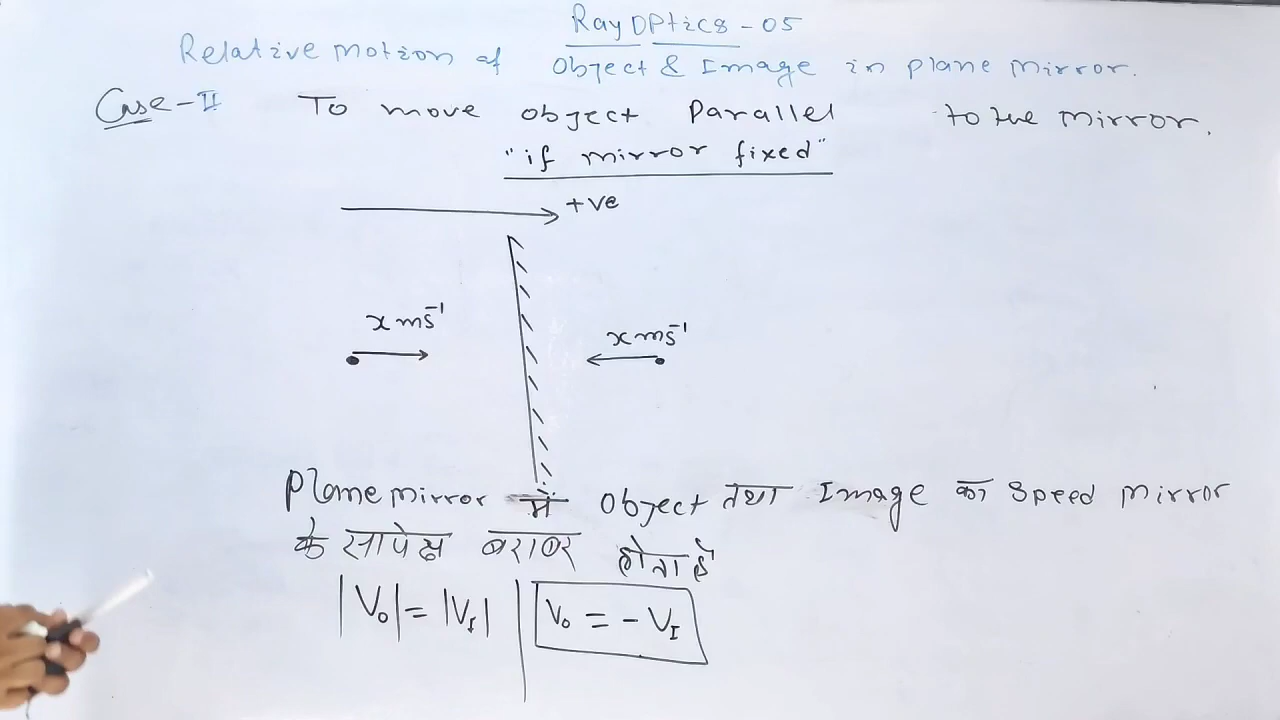 Ray OPtics - 05
Relative motion of Object & Image in plane mirror.
Case-II To move object Parallel to the mirror.
"if mirror fixed"
+ve
x ms⁻¹ x ms⁻¹
Plane mirror में Object तथा Image का Speed mirror
के सापेक्ष बराबर होता है
|V₀| = |V_I| | V₀ = - V_I